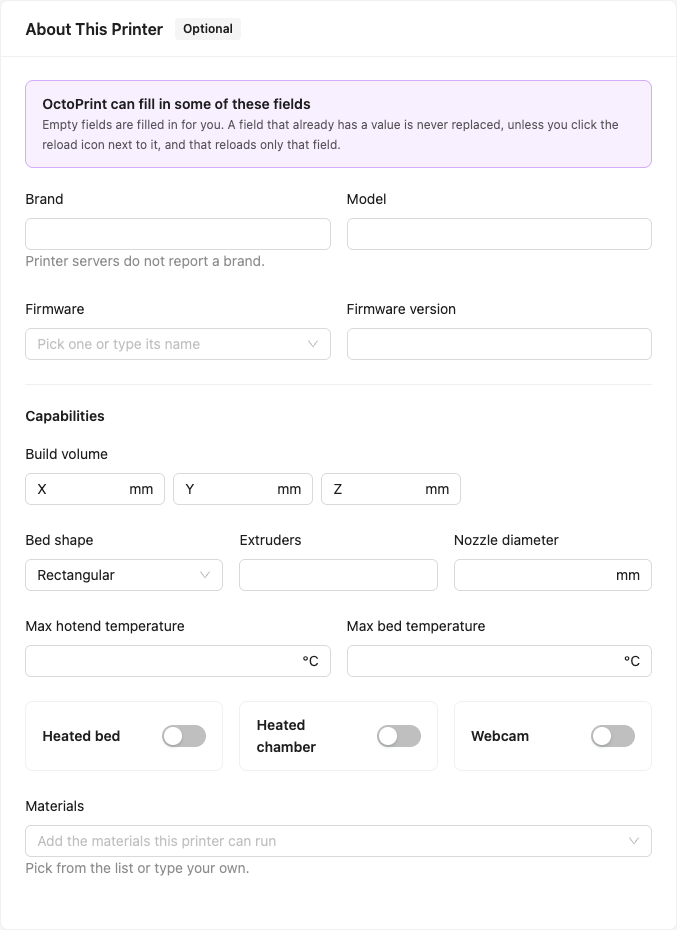 About This Printer Optional
OctoPrint can fill in some of these fields
Empty fields are filled in for you. A field that already has a value is never replaced, unless you click the
reload icon next to it, and that reloads only that field.
Brand Model
Printer servers do not report a brand.
Firmware Firmware version
Pick one or type its name
Capabilities
Build volume
X mm Y mm Z mm
Bed shape Extruders Nozzle diameter
Rectangular mm
Max hotend temperature Max bed temperature
°C °C
Heated bed Heated
chamber Webcam
Materials
Add the materials this printer can run
Pick from the list or type your own.